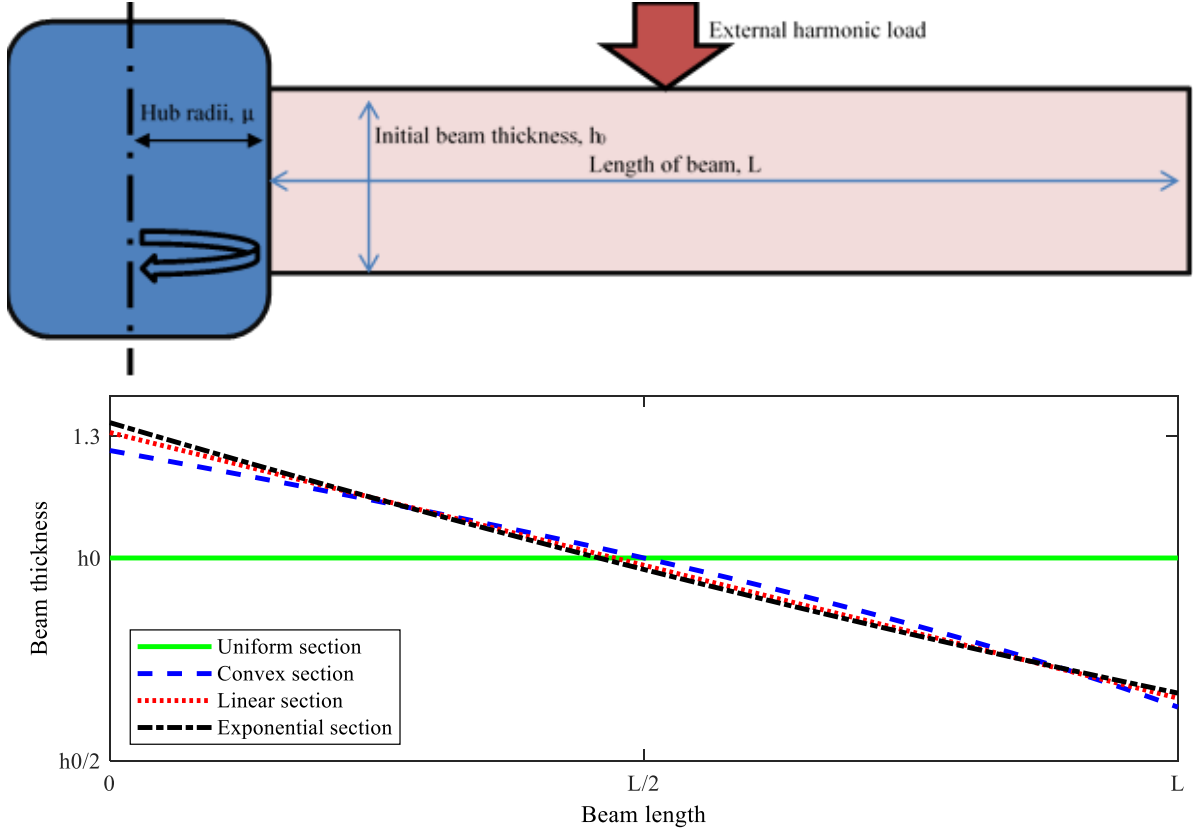 External harmonic load
Hub radii, μ
Initial beam thickness, h₀
Length of beam, L
1.3
h0
h0/2
Beam thickness
Uniform section
Convex section
Linear section
Exponential section
0
L/2
L
Beam length